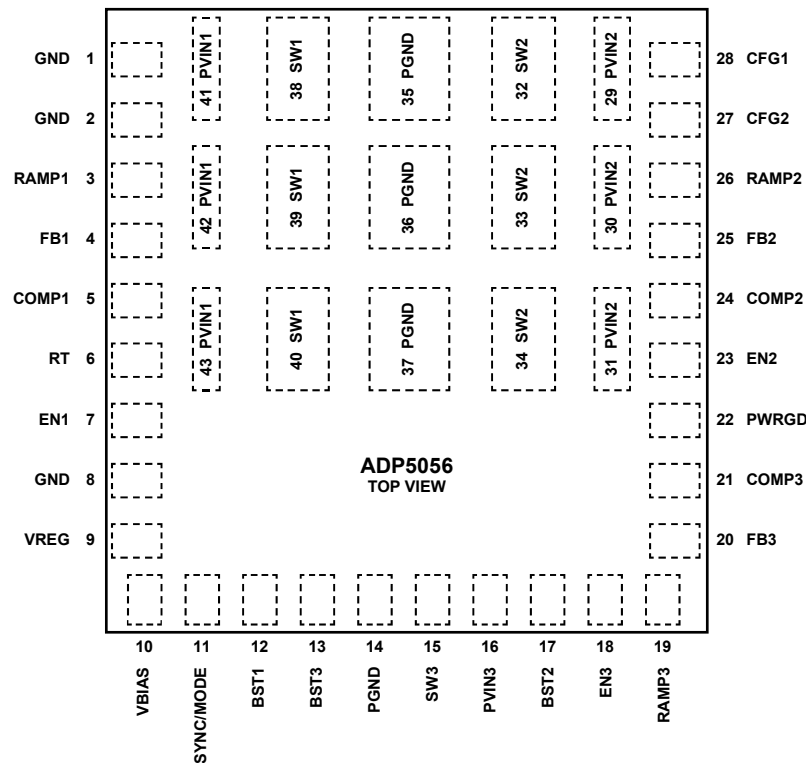 GND 1
GND 2
RAMP1 3
FB1 4
COMP1 5
RT 6
EN1 7
GND 8
VREG 9
41 PVIN1
38 SW1
35 PGND
32 SW2
29 PVIN2
42 PVIN1
39 SW1
36 PGND
33 SW2
30 PVIN2
43 PVIN1
40 SW1
37 PGND
34 SW2
31 PVIN2
28 CFG1
27 CFG2
26 RAMP2
25 FB2
24 COMP2
23 EN2
22 PWRGD
21 COMP3
20 FB3
ADP5056
TOP VIEW
10 VBIAS
11 SYNC/MODE
12 BST1
13 BST3
14 PGND
15 SW3
16 PVIN3
17 BST2
18 EN3
19 RAMP3